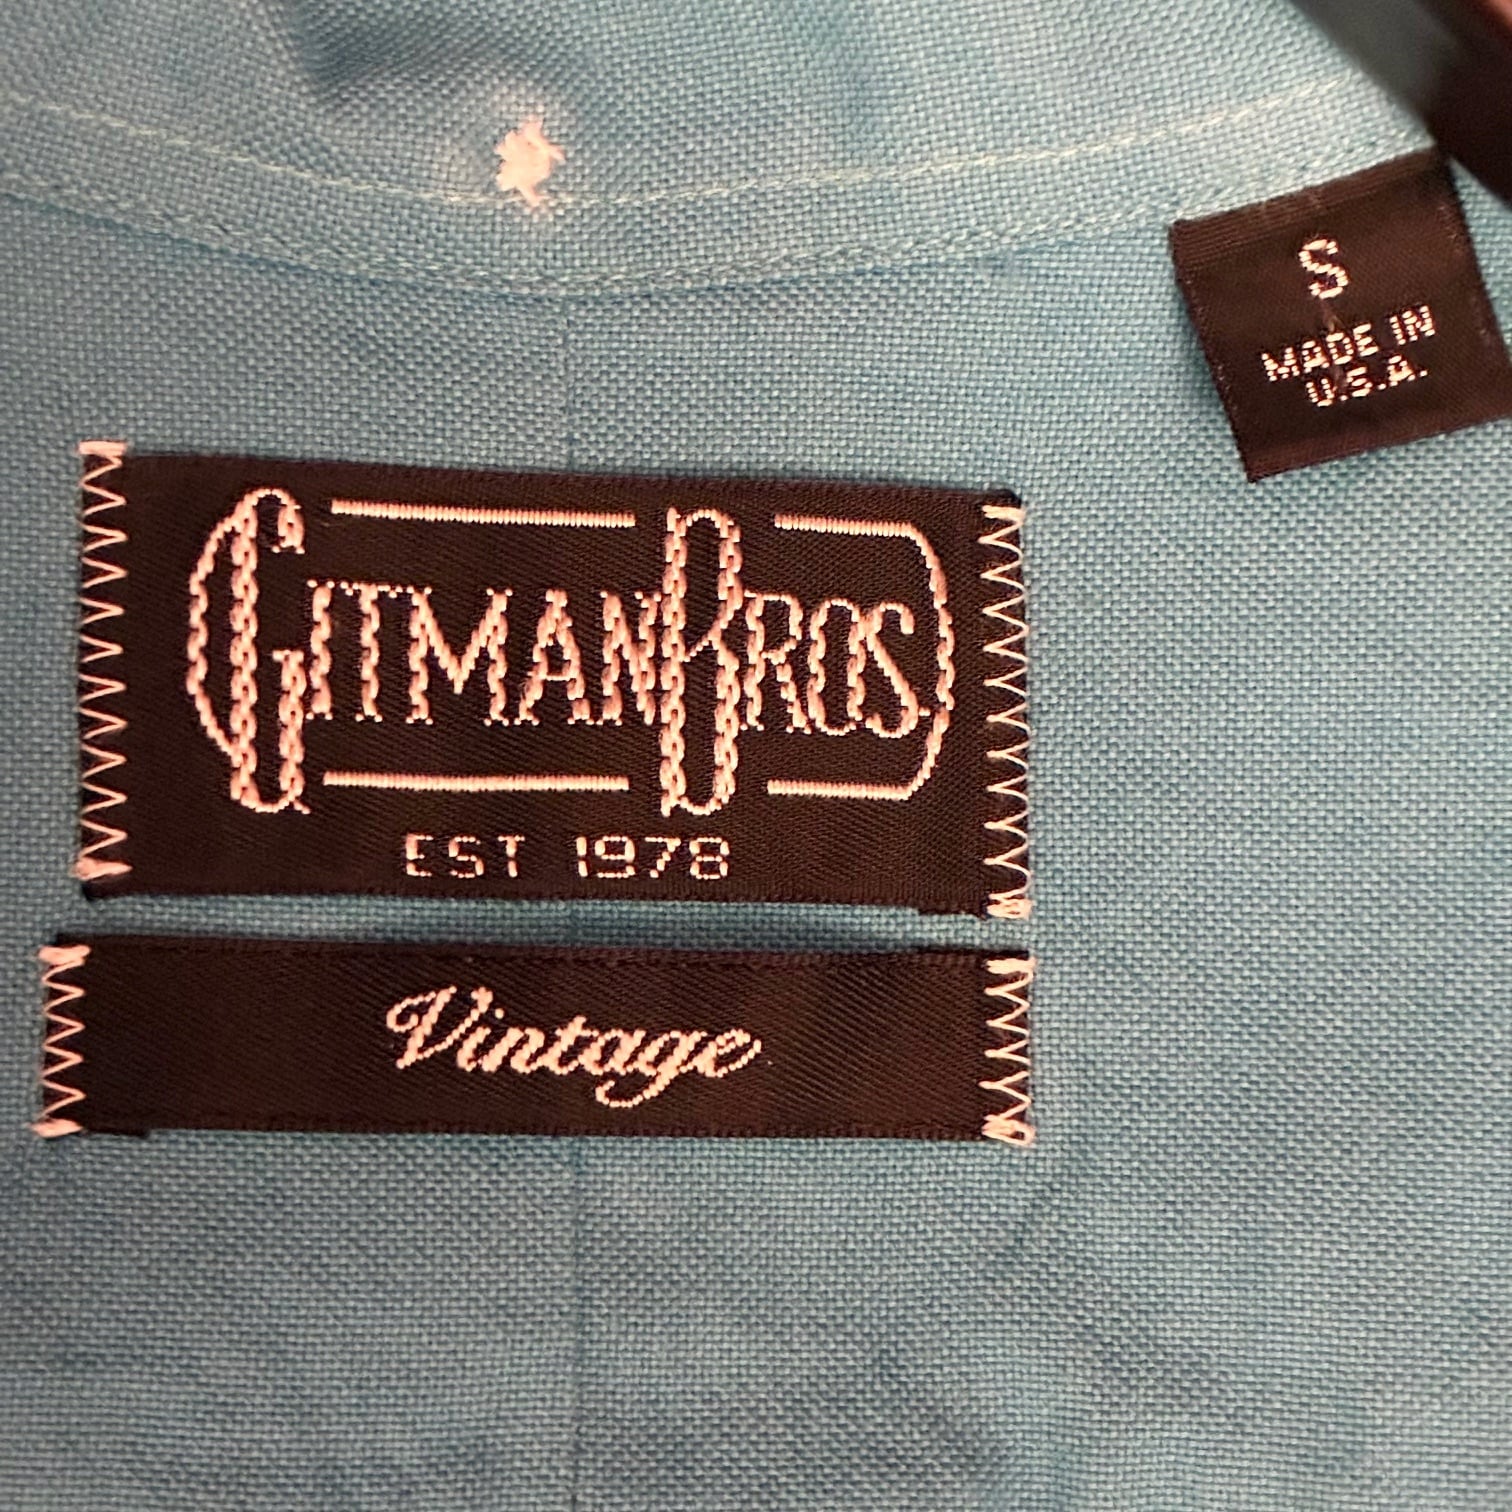 S
MADE IN
U.S.A.
GITMAN BROS.
EST 1978
Vintage